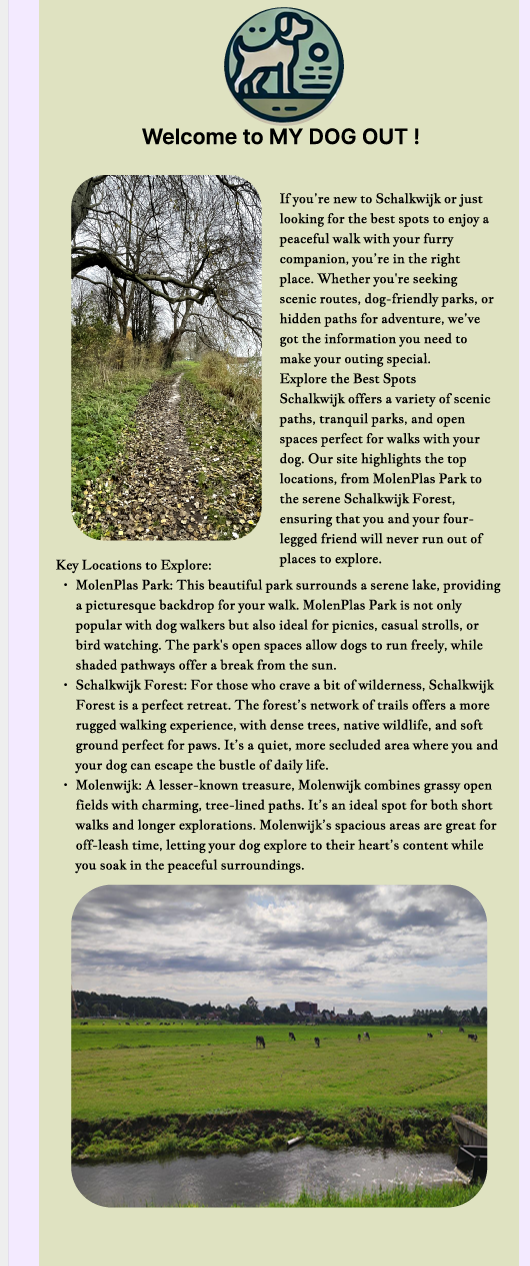 Welcome to MY DOG OUT !
If you're new to Schalkwijk or just
looking for the best spots to enjoy a
peaceful walk with your furry
companion, you're in the right
place. Whether you're seeking
scenic routes, dog-friendly parks, or
hidden paths for adventure, we've
got the information you need to
make your outing special.
Explore the Best Spots
Schalkwijk offers a variety of scenic
paths, tranquil parks, and open
spaces perfect for walks with your
dog. Our site highlights the top
locations, from MolenPlas Park to
the serene Schalkwijk Forest,
ensuring that you and your four-
legged friend will never run out of
places to explore.
Key Locations to Explore:
• MolenPlas Park: This beautiful park surrounds a serene lake, providing
a picturesque backdrop for your walk. MolenPlas Park is not only
popular with dog walkers but also ideal for picnics, casual strolls, or
bird watching. The park's open spaces allow dogs to run freely, while
shaded pathways offer a break from the sun.
• Schalkwijk Forest: For those who crave a bit of wilderness, Schalkwijk
Forest is a perfect retreat. The forest's network of trails offers a more
rugged walking experience, with dense trees, native wildlife, and soft
ground perfect for paws. It's a quiet, more secluded area where you and
your dog can escape the bustle of daily life.
• Molenwijk: A lesser-known treasure, Molenwijk combines grassy open
fields with charming, tree-lined paths. It's an ideal spot for both short
walks and longer explorations. Molenwijk's spacious areas are great for
off-leash time, letting your dog explore to their heart's content while
you soak in the peaceful surroundings.